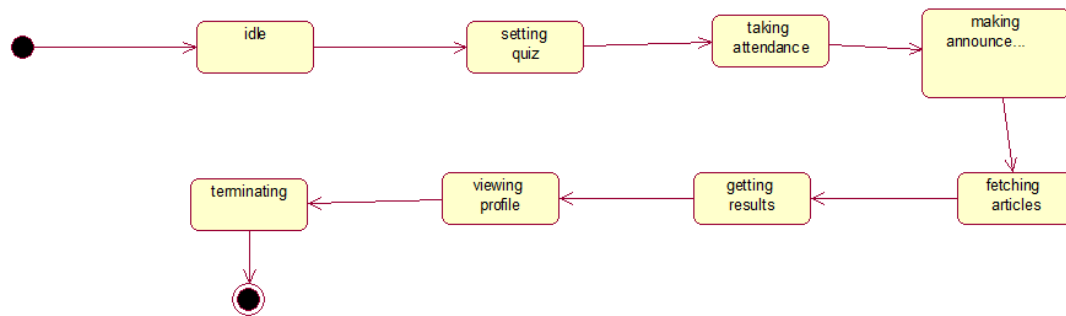 idle
setting
quiz
taking
attendance
making
announce...
terminating
viewing
profile
getting
results
fetching
articles